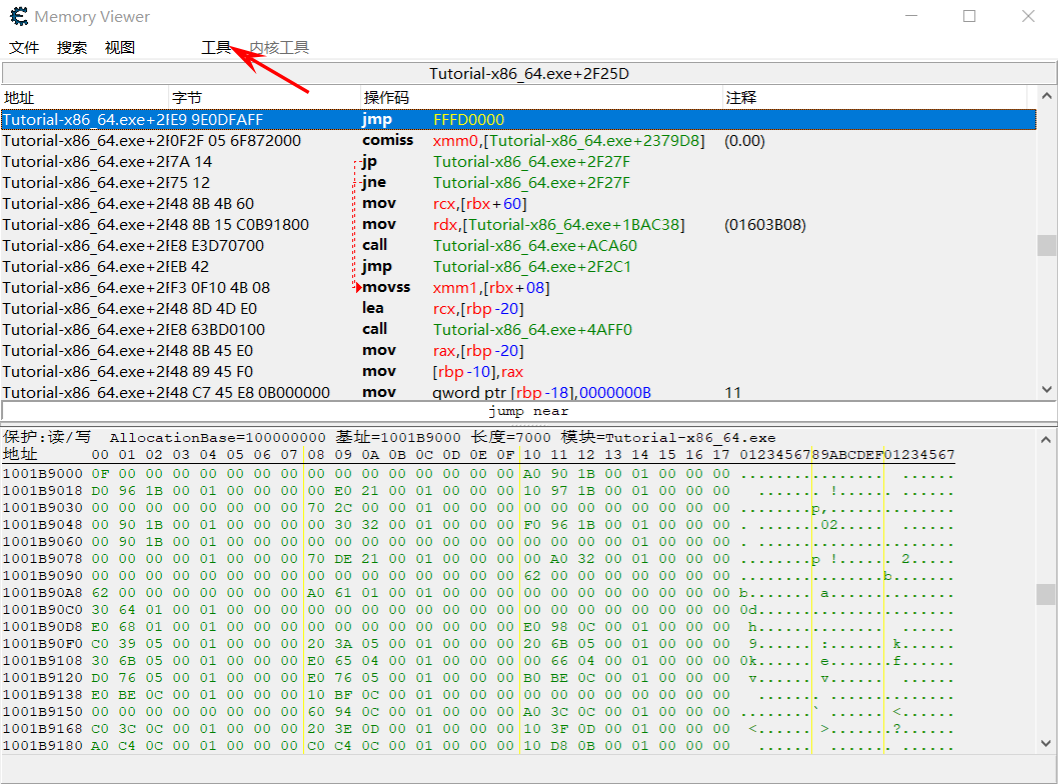 Memory Viewer
文件 搜索 视图 工具 内核工具
Tutorial-x86_64.exe+2F25D
地址 字节 操作码 注释
Tutorial-x86_64.exe+2 E9 9E0DFAFF jmp FFFD0000
Tutorial-x86_64.exe+2 0F2F 05 6F872000 comiss xmm0,[Tutorial-x86_64.exe+2379D8] (0.00)
Tutorial-x86_64.exe+2 7A 14 jp Tutorial-x86_64.exe+2F27F
Tutorial-x86_64.exe+2 75 12 jne Tutorial-x86_64.exe+2F27F
Tutorial-x86_64.exe+2 48 8B 4B 60 mov rcx,[rbx+60]
Tutorial-x86_64.exe+2 48 8B 15 C0B91800 mov rdx,[Tutorial-x86_64.exe+1BAC38] (01603B08)
Tutorial-x86_64.exe+2 E8 E3D70700 call Tutorial-x86_64.exe+ACA60
Tutorial-x86_64.exe+2 EB 42 jmp Tutorial-x86_64.exe+2F2C1
Tutorial-x86_64.exe+2 F3 0F10 4B 08 movss xmm1,[rbx+08]
Tutorial-x86_64.exe+2 48 8D 4D E0 lea rcx,[rbp-20]
Tutorial-x86_64.exe+2 E8 63BD0100 call Tutorial-x86_64.exe+4AFF0
Tutorial-x86_64.exe+2 48 8B 45 E0 mov rax,[rbp-20]
Tutorial-x86_64.exe+2 48 89 45 F0 mov [rbp-10],rax
Tutorial-x86_64.exe+2 48 C7 45 E8 0B000000 mov qword ptr [rbp-18],0000000B 11
jump near
保护:读/写 AllocationBase=100000000 基址=1001B9000 长度=7000 模块=Tutorial-x86_64.exe
地址 00 01 02 03 04 05 06 07 08 09 0A 0B 0C 0D 0E 0F 10 11 12 13 14 15 16 17 0123456789ABCDEF01234567
1001B9000 0F 00 00 00 00 00 00 00 00 00 00 00 00 00 00 00 A0 90 1B 00 01 00 00 00 ................ ......
1001B9018 D0 96 1B 00 01 00 00 00 00 E0 21 00 01 00 00 00 10 97 1B 00 01 00 00 00 ....... !...... ......
1001B9030 00 00 00 00 00 00 00 00 70 2C 00 00 01 00 00 00 00 00 00 00 00 00 00 00 ........p,..............
1001B9048 00 90 1B 00 01 00 00 00 00 30 32 00 01 00 00 00 F0 96 1B 00 01 00 00 00 . .......02..... ......
1001B9060 00 90 1B 00 01 00 00 00 00 00 00 00 00 00 00 00 00 00 00 00 00 00 00 00 . ......................
1001B9078 00 00 00 00 01 00 00 00 70 DE 21 00 01 00 00 00 00 A0 32 00 01 00 00 00 ........p !...... 2.....
1001B9090 00 00 00 00 00 00 00 00 00 00 00 00 00 00 00 00 62 00 00 00 00 00 00 00 ................b.......
1001B90A8 62 00 00 00 00 00 00 00 A0 61 01 00 01 00 00 00 00 00 00 00 00 00 00 00 b....... a..............
1001B90C0 30 64 01 00 01 00 00 00 00 00 00 00 00 00 00 00 00 00 00 00 00 00 00 00 0d......................
1001B90D8 E0 68 01 00 01 00 00 00 00 00 00 00 00 00 00 00 E0 98 0C 00 01 00 00 00 h.............. ......
1001B90F0 C0 39 05 00 01 00 00 00 20 3A 05 00 01 00 00 00 20 6B 05 00 01 00 00 00 9...... :...... k......
1001B9108 30 6B 05 00 01 00 00 00 E0 65 04 00 01 00 00 00 00 66 04 00 01 00 00 00 0k...... e.......f......
1001B9120 D0 76 05 00 01 00 00 00 E0 76 05 00 01 00 00 00 B0 BE 0C 00 01 00 00 00 v...... v...... ......
1001B9138 E0 BE 0C 00 01 00 00 00 10 BF 0C 00 01 00 00 00 00 00 00 00 00 00 00 00 ...... . ..............
1001B9150 00 00 00 00 00 00 00 00 60 94 0C 00 01 00 00 00 A0 3C 0C 00 01 00 00 00 ........` ...... <......
1001B9168 C0 3C 0C 00 01 00 00 00 20 3E 0D 00 01 00 00 00 10 3F 0D 00 01 00 00 00 <...... >.......?......
1001B9180 A0 C4 0C 00 01 00 00 00 C0 C4 0C 00 01 00 00 00 10 D8 0B 00 01 00 00 00 ...... ....... ......